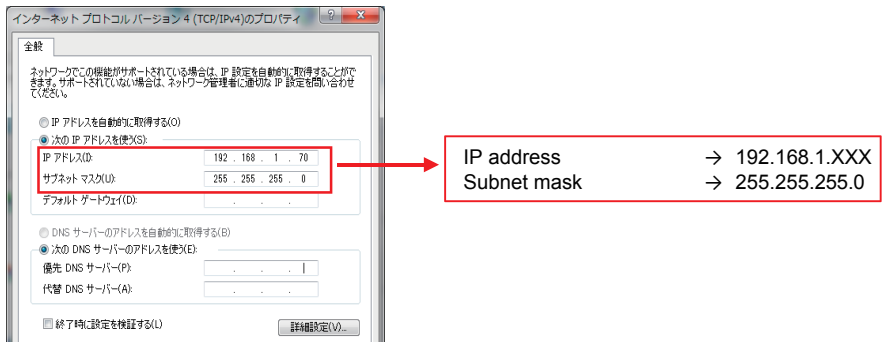 インターネット プロトコル バージョン 4 (TCP/IPv4)のプロパティ
全般
ネットワークでこの機能がサポートされている場合は、IP 設定を自動的に取得することがで
きます。サポートされていない場合は、ネットワーク管理者に適切な IP 設定を問い合わせ
てください。
IP アドレスを自動的に取得する(O)
次の IP アドレスを使う(S):
IP アドレス(I):
192 . 168 . 1 . 70
サブネット マスク(U):
255 . 255 . 255 . 0
デフォルト ゲートウェイ(D):
. . .
IP address → 192.168.1.XXX
Subnet mask → 255.255.255.0
DNS サーバーのアドレスを自動的に取得する(B)
次の DNS サーバーのアドレスを使う(E):
優先 DNS サーバー(P):
. . .
代替 DNS サーバー(A):
. . .
終了時に設定を検証する(L)
詳細設定(V)...